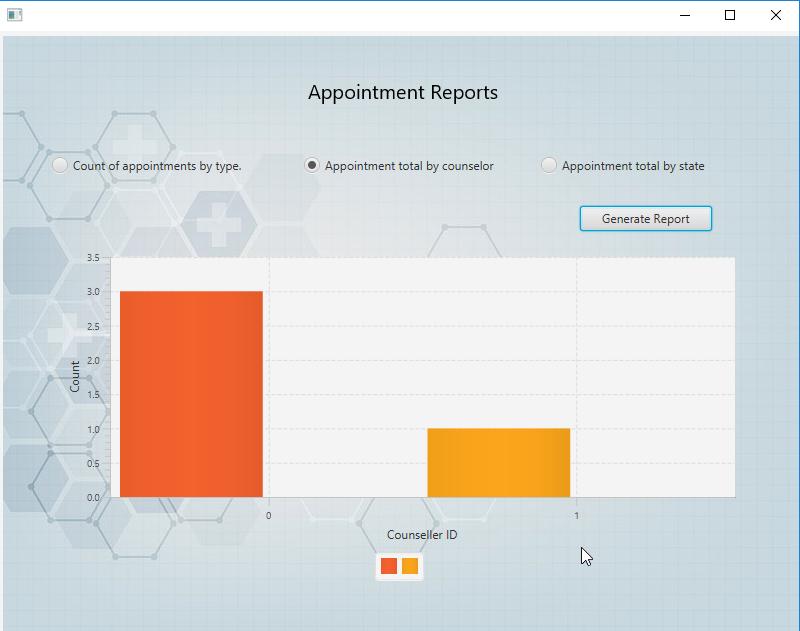 Appointment Reports
Count of appointments by type.
Appointment total by counselor
Appointment total by state
Generate Report
3.5
3.0
2.5
2.0
1.5
1.0
0.5
0.0
Count
0
1
Counseller ID